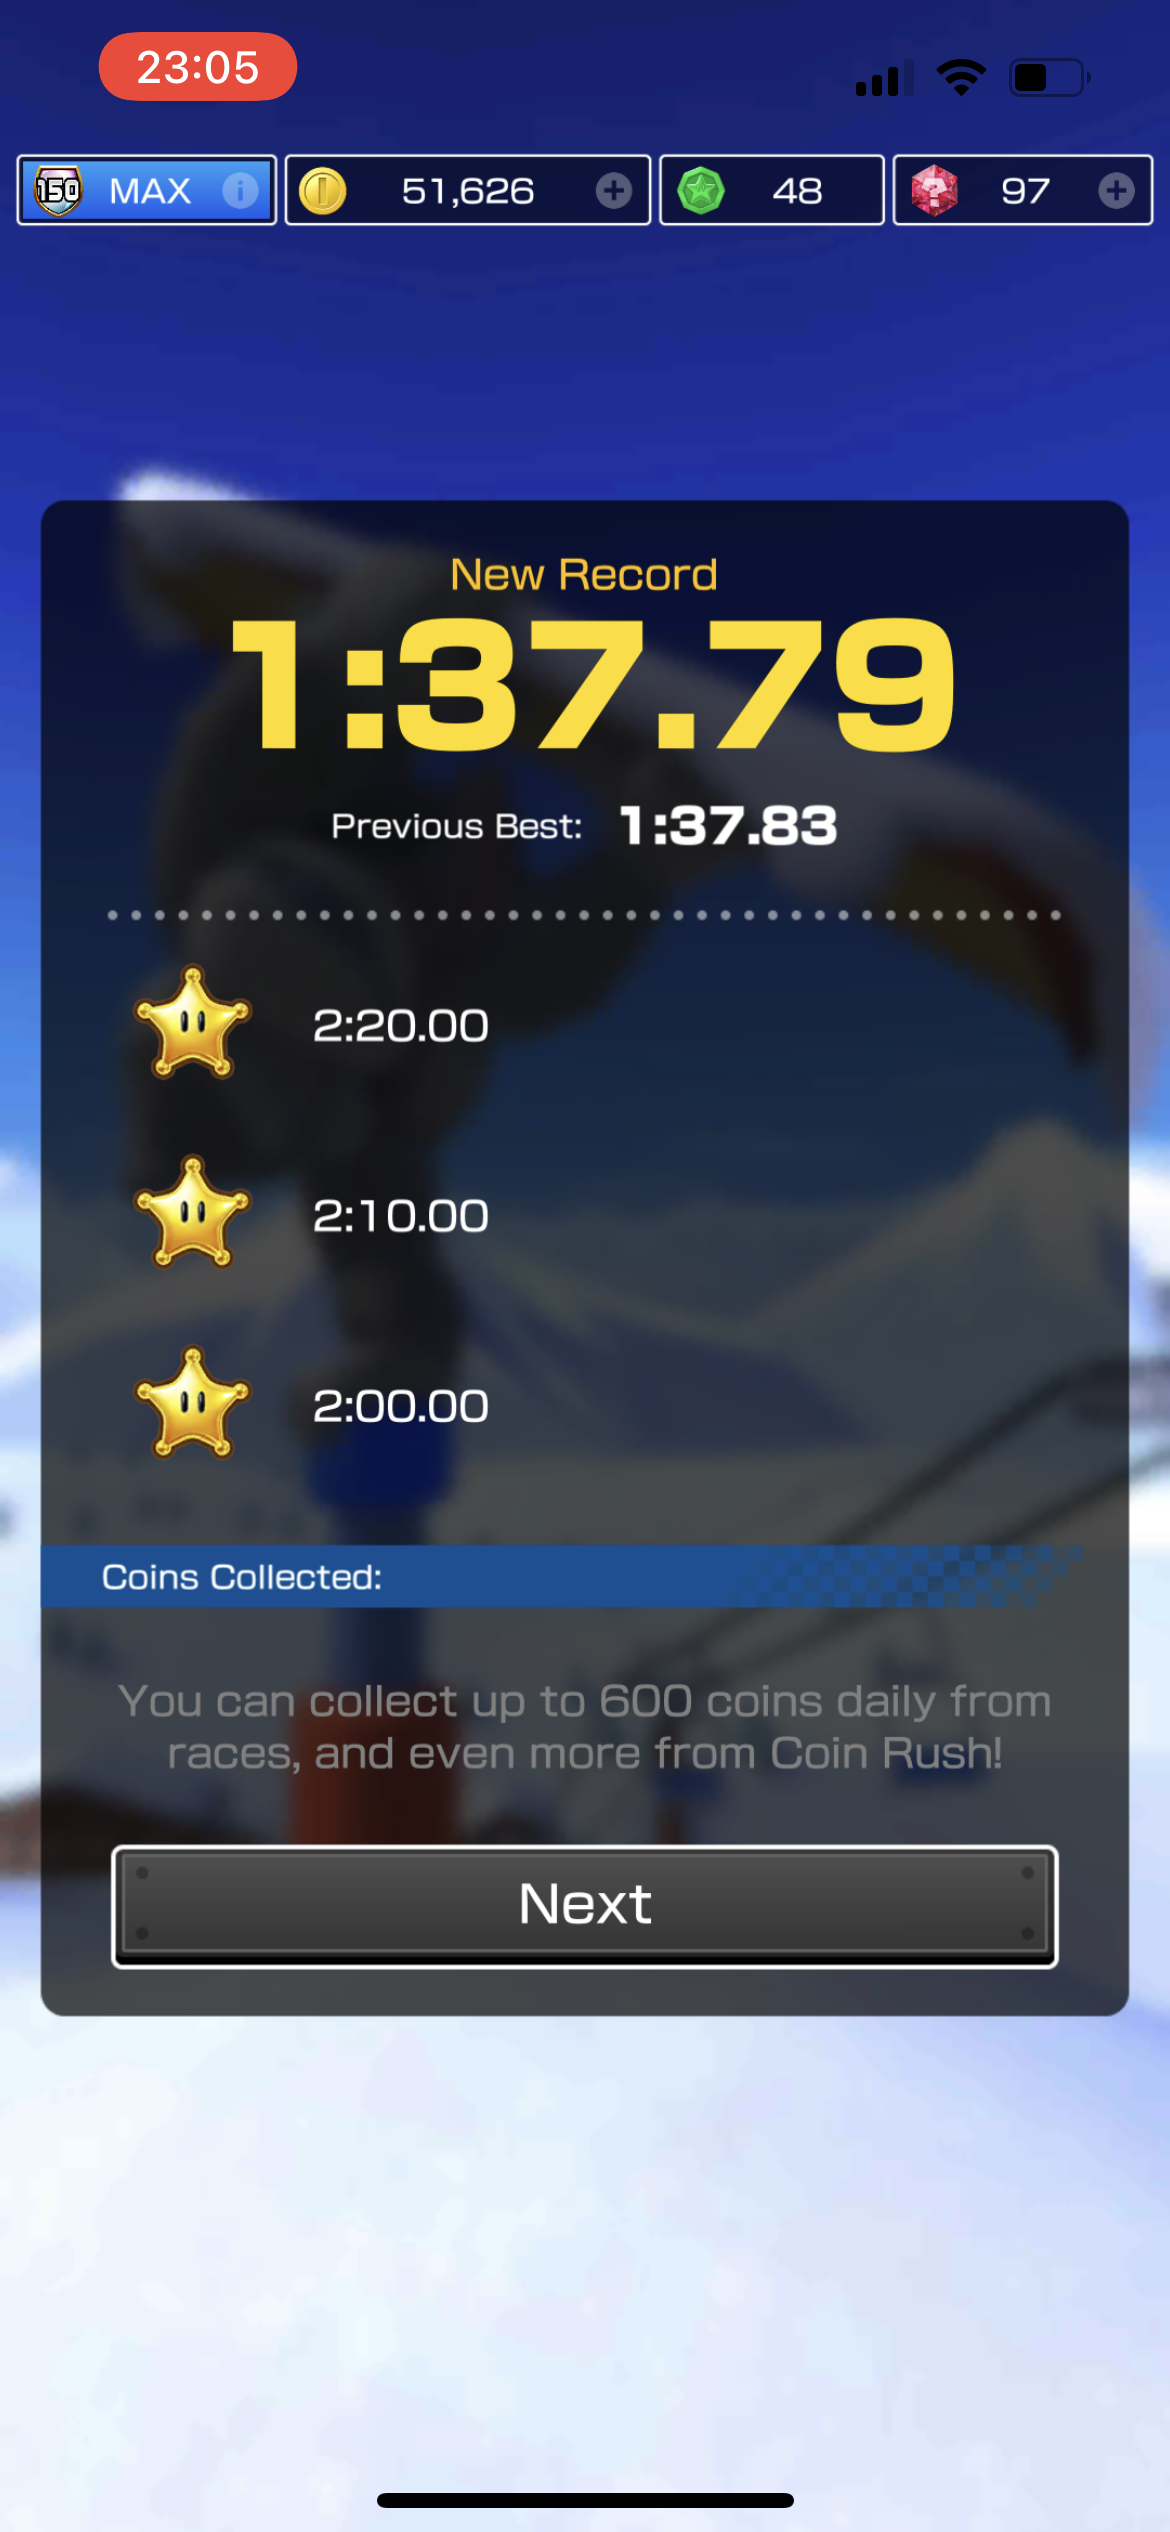 23:05
150 MAX i 51,626 + 48 ? 97 +
New Record
1:37.79
Previous Best: 1:37.83
2:20.00
2:10.00
2:00.00
Coins Collected:
You can collect up to 600 coins daily from
races, and even more from Coin Rush!
Next